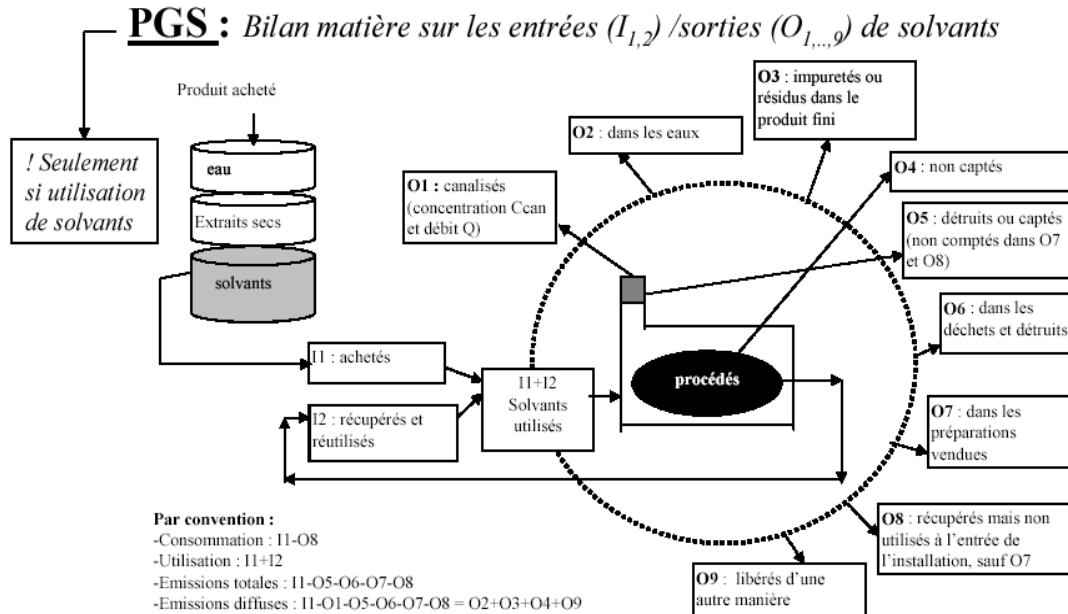 PGS : Bilan matière sur les entrées (I1,2) /sorties (O1,..,9) de solvants
Produit acheté
! Seulement
si utilisation
de solvants
eau
Extraits secs
solvants
O1 : canalisés
(concentration Ccan
et débit Q)
O2 : dans les eaux
O3 : impuretés ou
résidus dans le
produit fini
O4 : non captés
O5 : détruits ou captés
(non comptés dans O7
et O8)
O6 : dans les
déchets et détruits
O7 : dans les
préparations
vendues
O8 : récupérés mais non
utilisés à l'entrée de
l'installation, sauf O7
O9 : libérés d'une
autre manière
I1 : achetés
I2 : récupérés et
réutilisés
I1+I2
Solvants
utilisés
procédés
Par convention :
-Consommation : I1-O8
-Utilisation : I1+I2
-Emissions totales : I1-O5-O6-O7-O8
-Emissions diffuses : I1-O1-O5-O6-O7-O8 = O2+O3+O4+O9